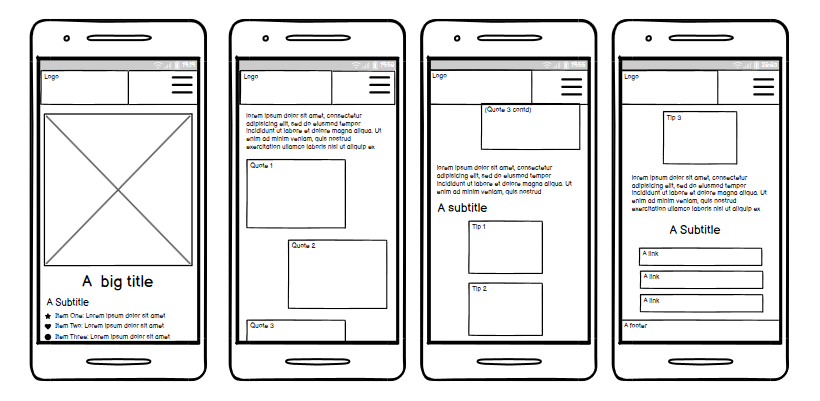 Logo
A big title
A Subtitle
Item One: Lorem ipsum dolor sit amet
Item Two: Lorem ipsum dolor sit amet
Item Three: Lorem ipsum dolor sit amet
Logo
lorem ipsum dolor sit amet, consectetur
adipisicing elit, sed do eiusmod tempor
incididunt ut labore et dolore magna aliqua. Ut
enim ad minim veniam, quis nostrud
exercitation ullamco laboris nisi ut aliquip ex
Quote 1
Quote 2
Quote 3
Logo
(Quote 3 contd)
lorem ipsum dolor sit amet, consectetur
adipisicing elit, sed do eiusmod tempor
incididunt ut labore et dolore magna aliqua. Ut
enim ad minim veniam, quis nostrud
A subtitle
Tip 1
Tip 2
Logo
Tip 3
lorem ipsum dolor sit amet, consectetur
adipisicing elit, sed do eiusmod tempor
incididunt ut labore et dolore magna aliqua. Ut
enim ad minim veniam, quis nostrud
exercitation ullamco laboris nisi ut aliquip ex
A Subtitle
A link
A link
A link
A footer